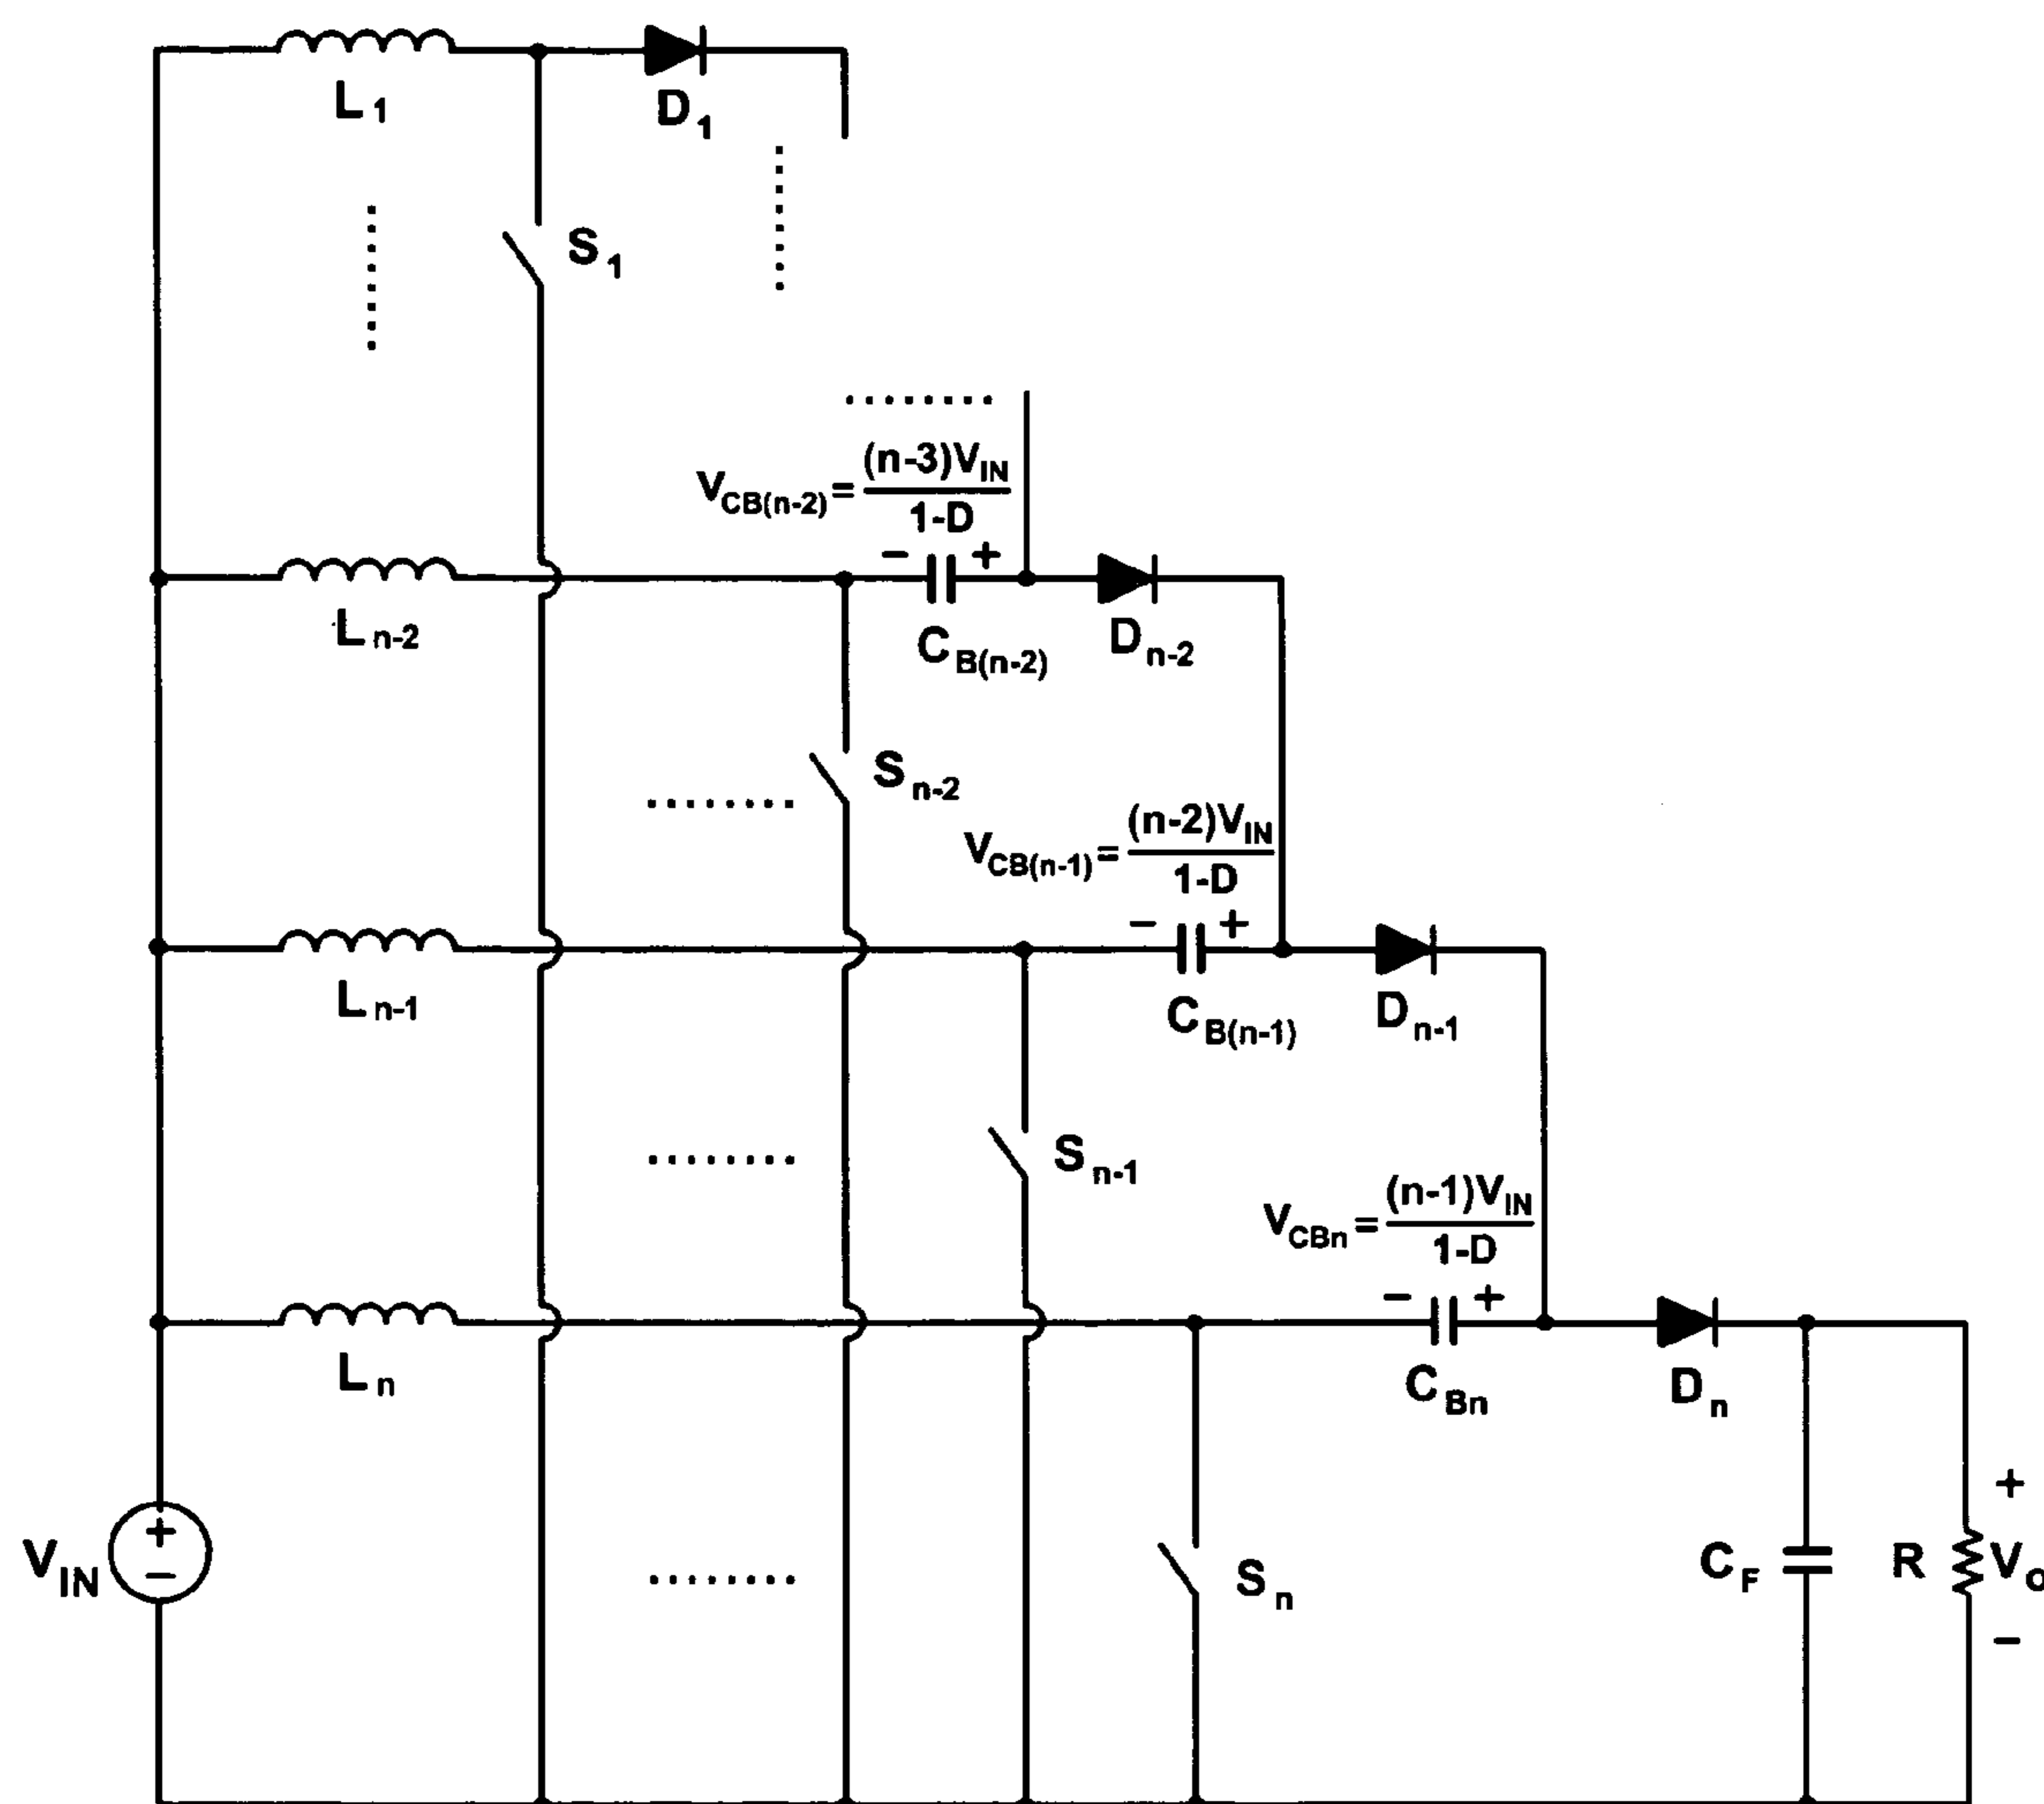 L1
D1
S1
VCB(n-2)=(n-3)VIN/1-D
- +
Ln-2
CB(n-2)
Dn-2
Sn-2
VCB(n-1)=(n-2)VIN/1-D
- +
Ln-1
CB(n-1)
Dn-1
Sn-1
VCBn=(n-1)VIN/1-D
- +
Ln
CBn
Dn
+
-
VIN
Sn
CF
R
+
Vo
-